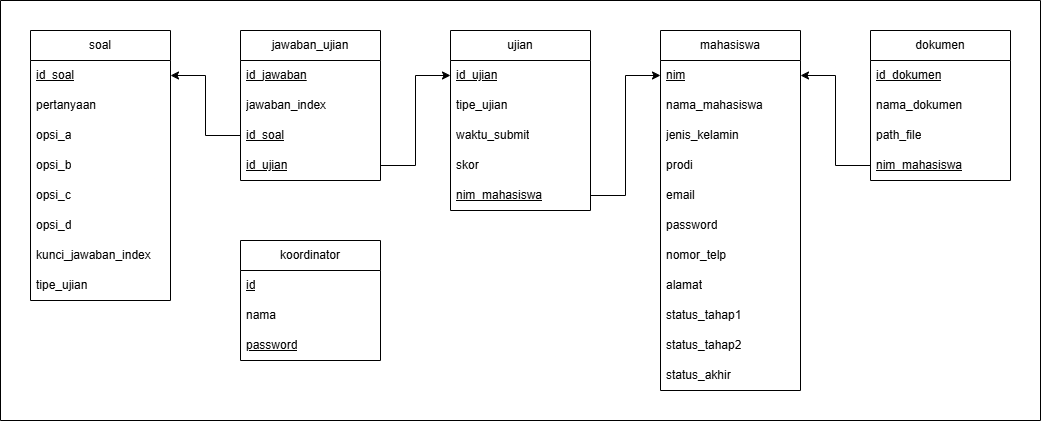 soal
id_soal
pertanyaan
opsi_a
opsi_b
opsi_c
opsi_d
kunci_jawaban_index
tipe_ujian
jawaban_ujian
id_jawaban
jawaban_index
id_soal
id_ujian
koordinator
id
nama
password
ujian
id_ujian
tipe_ujian
waktu_submit
skor
nim_mahasiswa
mahasiswa
nim
nama_mahasiswa
jenis_kelamin
prodi
email
password
nomor_telp
alamat
status_tahap1
status_tahap2
status_akhir
dokumen
id_dokumen
nama_dokumen
path_file
nim_mahasiswa